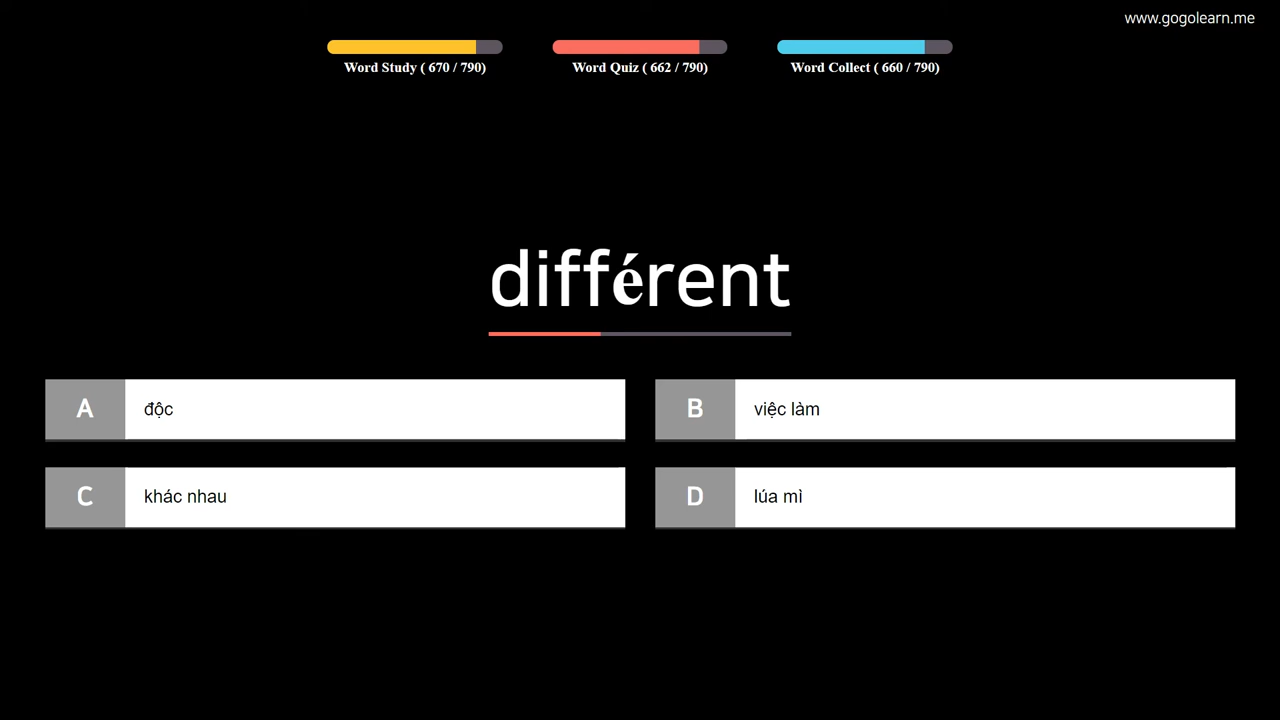 www.gogolearn.me
Word Study ( 670 / 790)
Word Quiz ( 662 / 790)
Word Collect ( 660 / 790)
différent
A độc
B việc làm
C khác nhau
D lúa mì